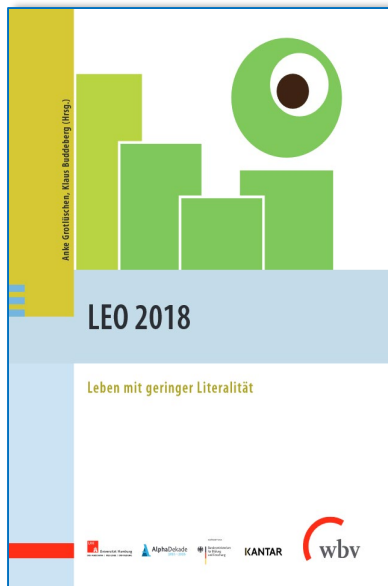 Anke Grotlüschen, Klaus Buddeberg (Hrsg.)
LEO 2018
Leben mit geringer Literalität
Universität Hamburg
AlphaDekade
KANTAR
wbv